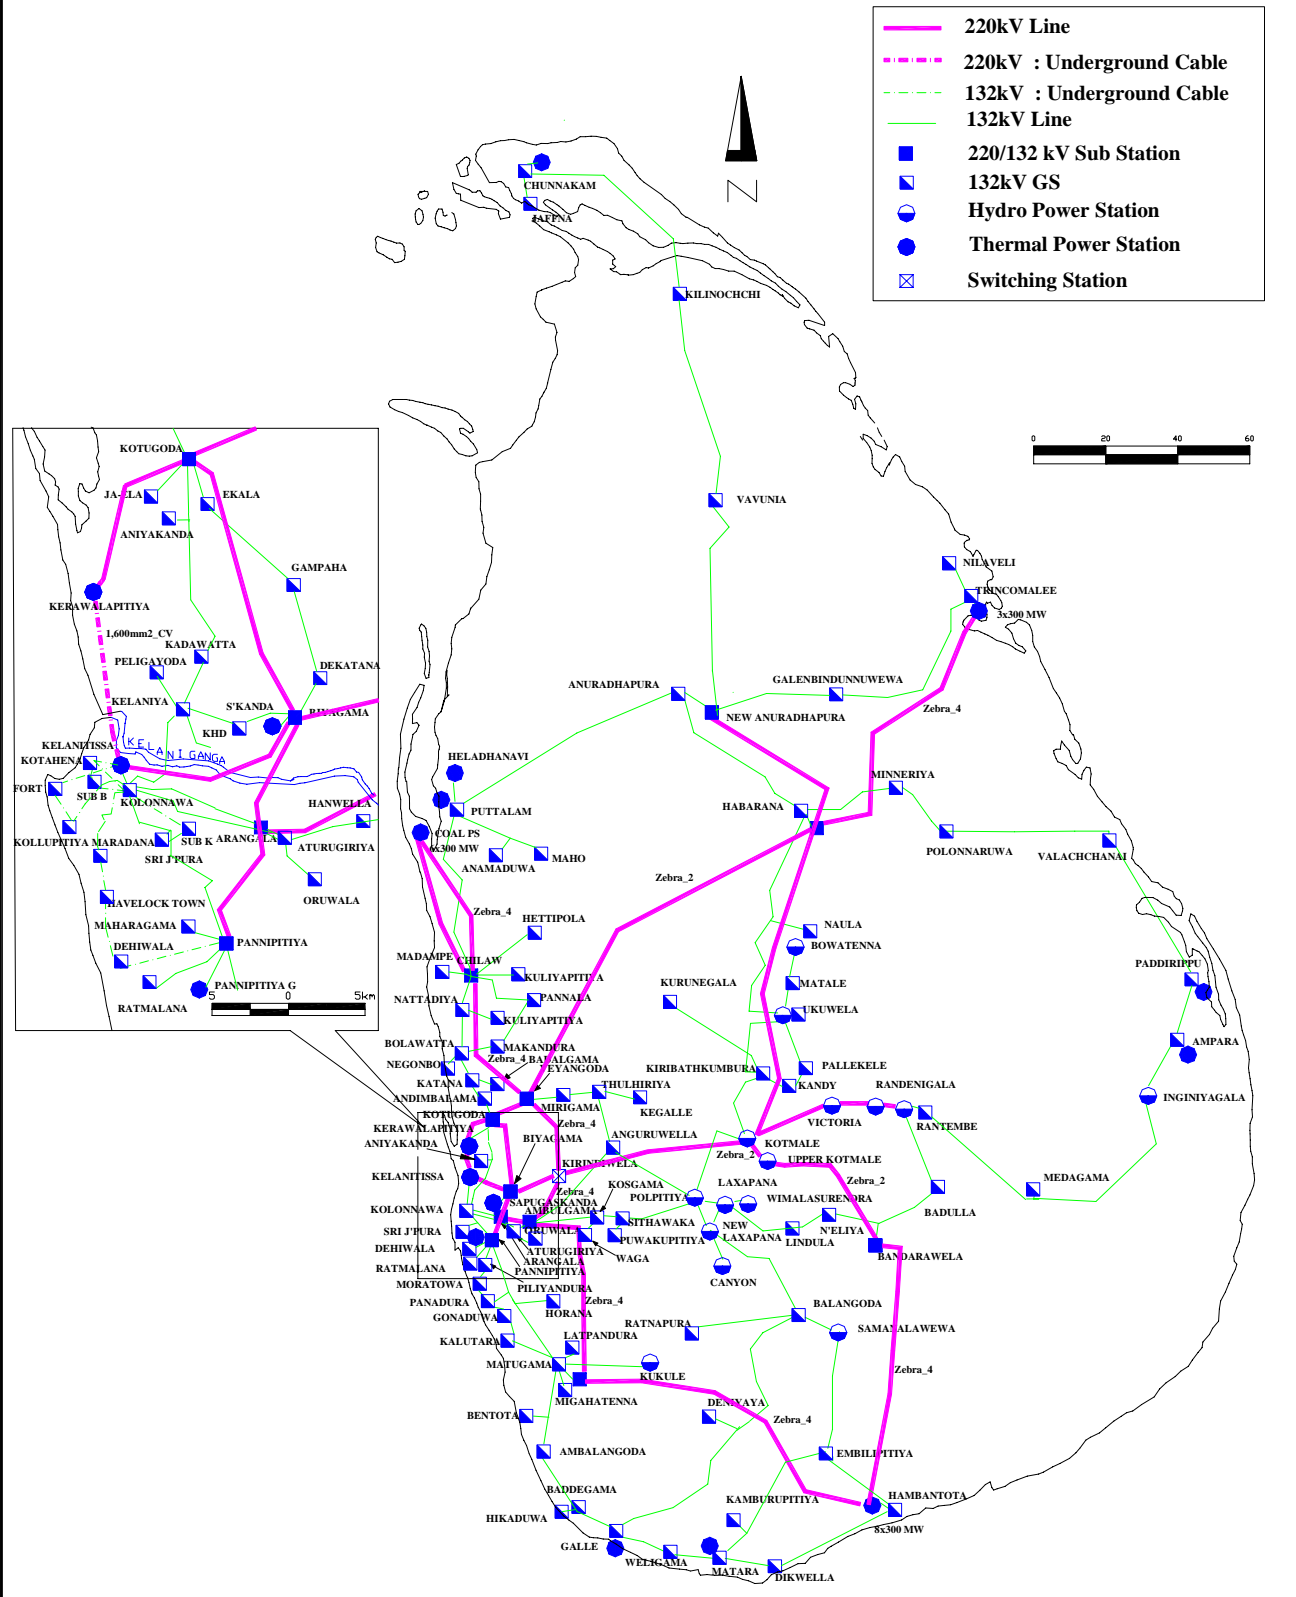 220kV Line
220kV : Underground Cable
132kV : Underground Cable
132kV Line
220/132 kV Sub Station
132kV GS
Hydro Power Station
Thermal Power Station
Switching Station
N
0 20 40 60
CHUNNAKAM
JAFFNA
KILINOCHCHI
VAVUNIA
NILAVELI
TRINCOMALEE
3x300 MW
ANURADHAPURA
GALENBINDUNNUWEWA
NEW ANURADHAPURA
Zebra_4
HELADHANAVI
PUTTALAM
MINNERIYA
HABARANA
COAL PS
6x300 MW
ANAMADUWA
MAHO
POLONNARUWA
VALACHCHANAI
Zebra_2
Zebra_4
HETTIPOLA
NAULA
BOWATENNA
MADAMPE
CHILAW
KULIYAPITIYA
KURUNEGALA
MATALE
PADDIRIPPU
NATTADIYA
PANNALA
KULIYAPITIYA
UKUWELA
BOLAWATTA
MAKANDURA
AMPARA
NEGONBO
Zebra_4
BADALGAMA
VEYANGODA
KIRIBATHKUMBURA
PALLEKELE
KATANA
THULHIRIYA
KANDY
RANDENIGALA
INGINIYAGALA
ANDIMBALAMA
MIRIGAMA
KEGALLE
KOTUGODA
VICTORIA
RANTEMBE
KERAWALAPITIYA
Zebra_4
BIYAGAMA
ANGURUWELLA
KOTMALE
ANIYAKANDA
KIRINDIWELA
Zebra_2
UPPER KOTMALE
KELANITISSA
Zebra_4
KOSGAMA
LAXAPANA
Zebra_2
MEDAGAMA
SAPUGASKANDA
POLPITIYA
WIMALASURENDRA
BADULLA
KOLONNAWA
AMBULGAMA
SITHAWAKA
NEW
LAXAPANA
N'ELIYA
SRI J'PURA
ORUWALA
PUWAKUPITIYA
LINDULA
DEHIWALA
ATURUGIRIYA
WAGA
BANDARAWELA
RATMALANA
ARANGALA
PANNIPITIYA
CANYON
MORATOWA
PILIYANDURA
PANADURA
Zebra_4
HORANA
BALANGODA
GONADUWA
RATNAPURA
SAMANALAWEWA
KALUTARA
LATPANDURA
MATUGAMA
KUKULE
Zebra_4
MIGAHATENNA
DENIYAYA
BENTOTA
Zebra_4
AMBALANGODA
EMBILIPITIYA
BADDEGAMA
HAMBANTOTA
KAMBURUPITIYA
HIKADUWA
8x300 MW
GALLE
WELIGAMA
MATARA
DIKWELLA
KOTUGODA
JA-ELA
EKALA
ANIYAKANDA
GAMPAHA
KERAWALAPITIYA
1,600mm2_CV
KADAWATTA
PELIGAYODA
DEKATANA
KELANIYA
S'KANDA
BIYAGAMA
KHD
KELANITISSA
KELANI GANGA
KOTAHENA
FORT
SUB B
KOLONNAWA
HANWELLA
KOLLUPITIYA
MARADANA
SUB K
ARANGALA
SRI J'PURA
ATURUGIRIYA
HAVELOCK TOWN
ORUWALA
MAHARAGAMA
DEHIWALA
PANNIPITIYA
PANNIPITIYA G
RATMALANA
5 0 5km